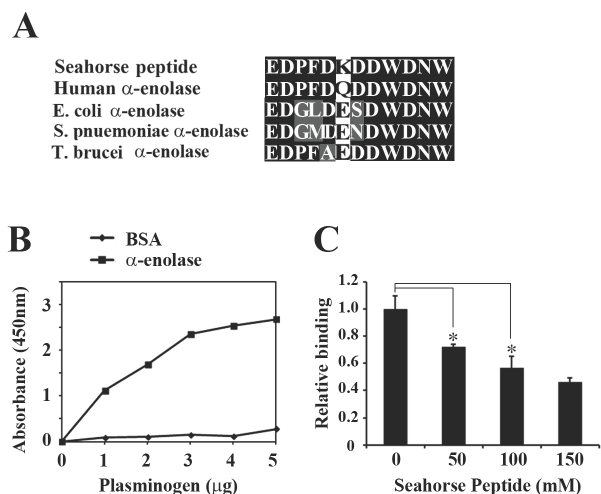 A
Seahorse peptide EDPFDKDDWDNW
Human α-enolase EDPFDQDDWDNW
E. coli α-enolase EDGLDESDWDNW
S. pnuemoniae α-enolase EDGMDENDWDNW
T. brucei α-enolase EDPFAEDDWDNW
B
BSA
α-enolase
Absorbance (450nm)
3
2
1
0
0 1 2 3 4 5
Plasminogen (μg)
C
Relative binding
1.2
1.0
0.8
0.6
0.4
0.2
0
* *
0 50 100 150
Seahorse Peptide (mM)